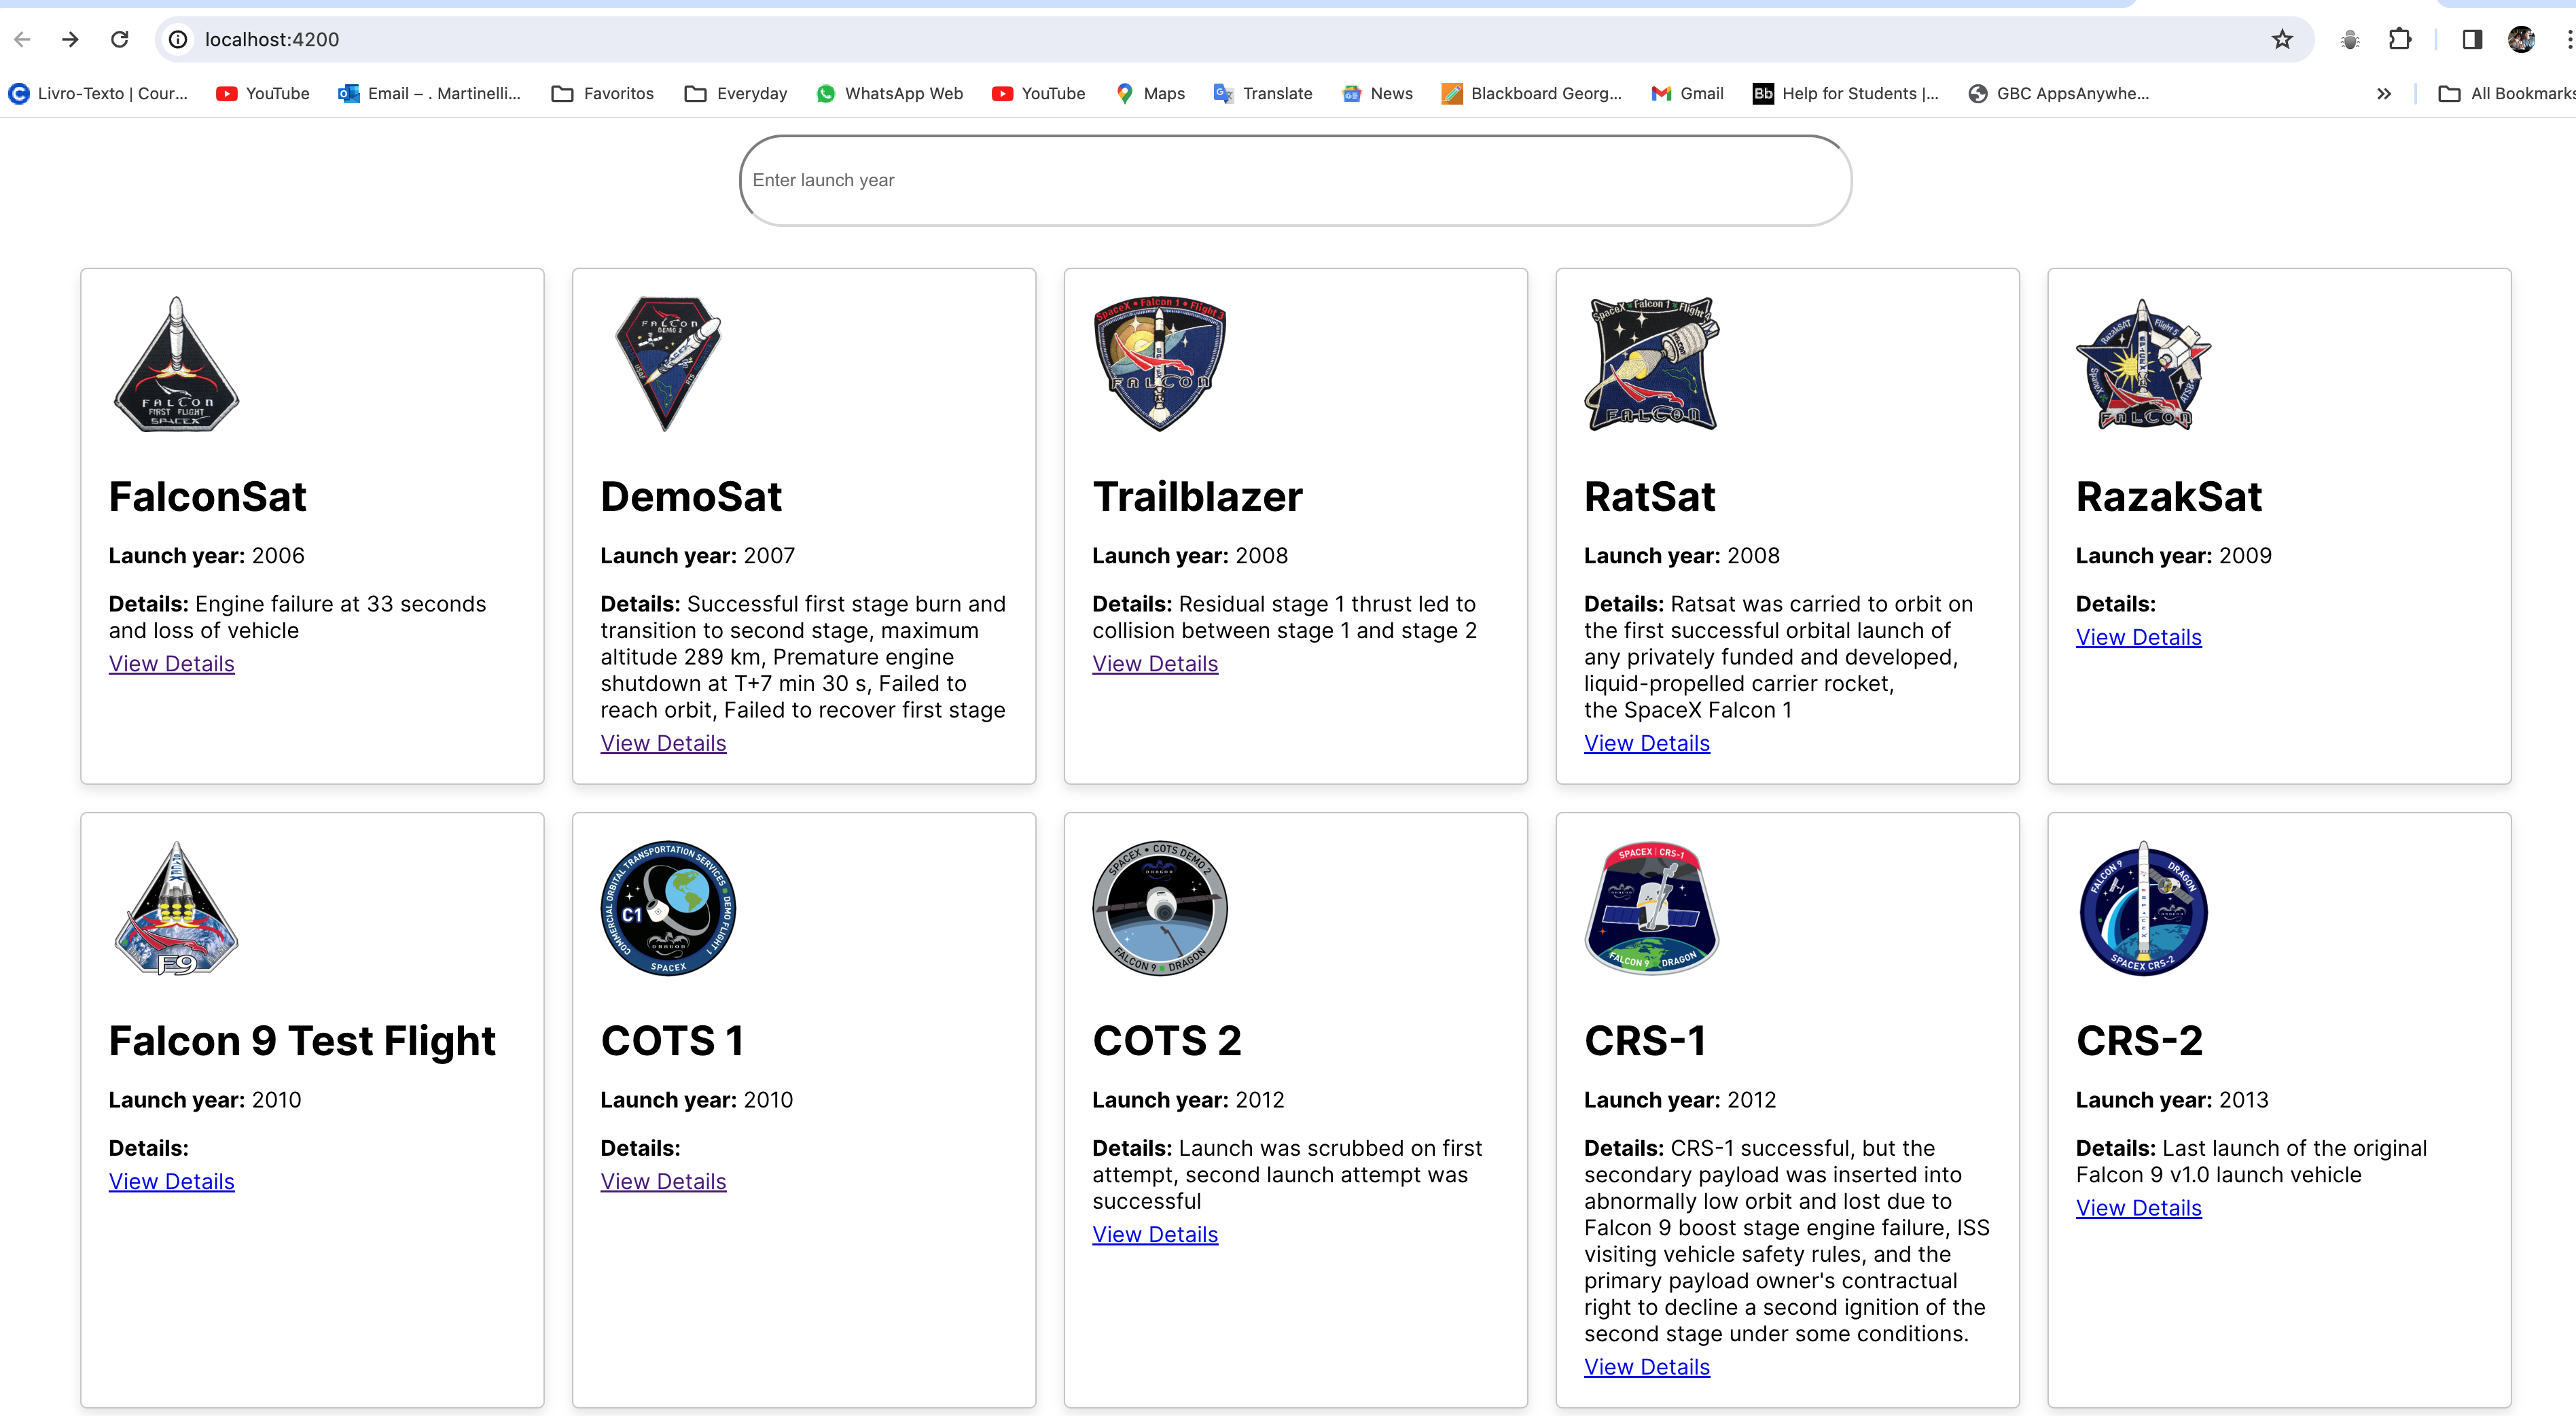 localhost:4200
Livro-Texto | Cour...
YouTube
Email – . Martinelli...
Favoritos
Everyday
WhatsApp Web
YouTube
Maps
Translate
News
Blackboard Georg...
Gmail
Bb
Help for Students |...
GBC AppsAnywhe...
All Bookmarks
Enter launch year
FALCON
FIRST FLIGHT
SPACEX
FalconSat
Launch year: 2006
Details: Engine failure at 33 seconds
and loss of vehicle
View Details
FALCON
DEMO 2
DemoSat
Launch year: 2007
Details: Successful first stage burn and
transition to second stage, maximum
altitude 289 km, Premature engine
shutdown at T+7 min 30 s, Failed to
reach orbit, Failed to recover first stage
View Details
SpaceX • Falcon 1 • Flight 3
FALCON
Trailblazer
Launch year: 2008
Details: Residual stage 1 thrust led to
collision between stage 1 and stage 2
View Details
SpaceX Falcon 1 Flight
FALCON
RatSat
Launch year: 2008
Details: Ratsat was carried to orbit on
the first successful orbital launch of
any privately funded and developed,
liquid-propelled carrier rocket,
the SpaceX Falcon 1
View Details
RazakSAT
Flight 5
SpaceX
ATSB
FALCON
RazakSat
Launch year: 2009
Details:
View Details
F9
Falcon 9 Test Flight
Launch year: 2010
Details:
View Details
COMMERCIAL ORBITAL TRANSPORTATION SERVICES
DEMO FLIGHT 1
C1
DRAGON
SPACEX
COTS 1
Launch year: 2010
Details:
View Details
SPACEX • COTS DEMO 2
DRAGON
FALCON 9 DRAGON
COTS 2
Launch year: 2012
Details: Launch was scrubbed on first
attempt, second launch attempt was
successful
View Details
SPACEX | CRS-1
FALCON 9 DRAGON
CRS-1
Launch year: 2012
Details: CRS-1 successful, but the
secondary payload was inserted into
abnormally low orbit and lost due to
Falcon 9 boost stage engine failure, ISS
visiting vehicle safety rules, and the
primary payload owner's contractual
right to decline a second ignition of the
second stage under some conditions.
View Details
FALCON 9
DRAGON
SPACEX CRS-2
CRS-2
Launch year: 2013
Details: Last launch of the original
Falcon 9 v1.0 launch vehicle
View Details